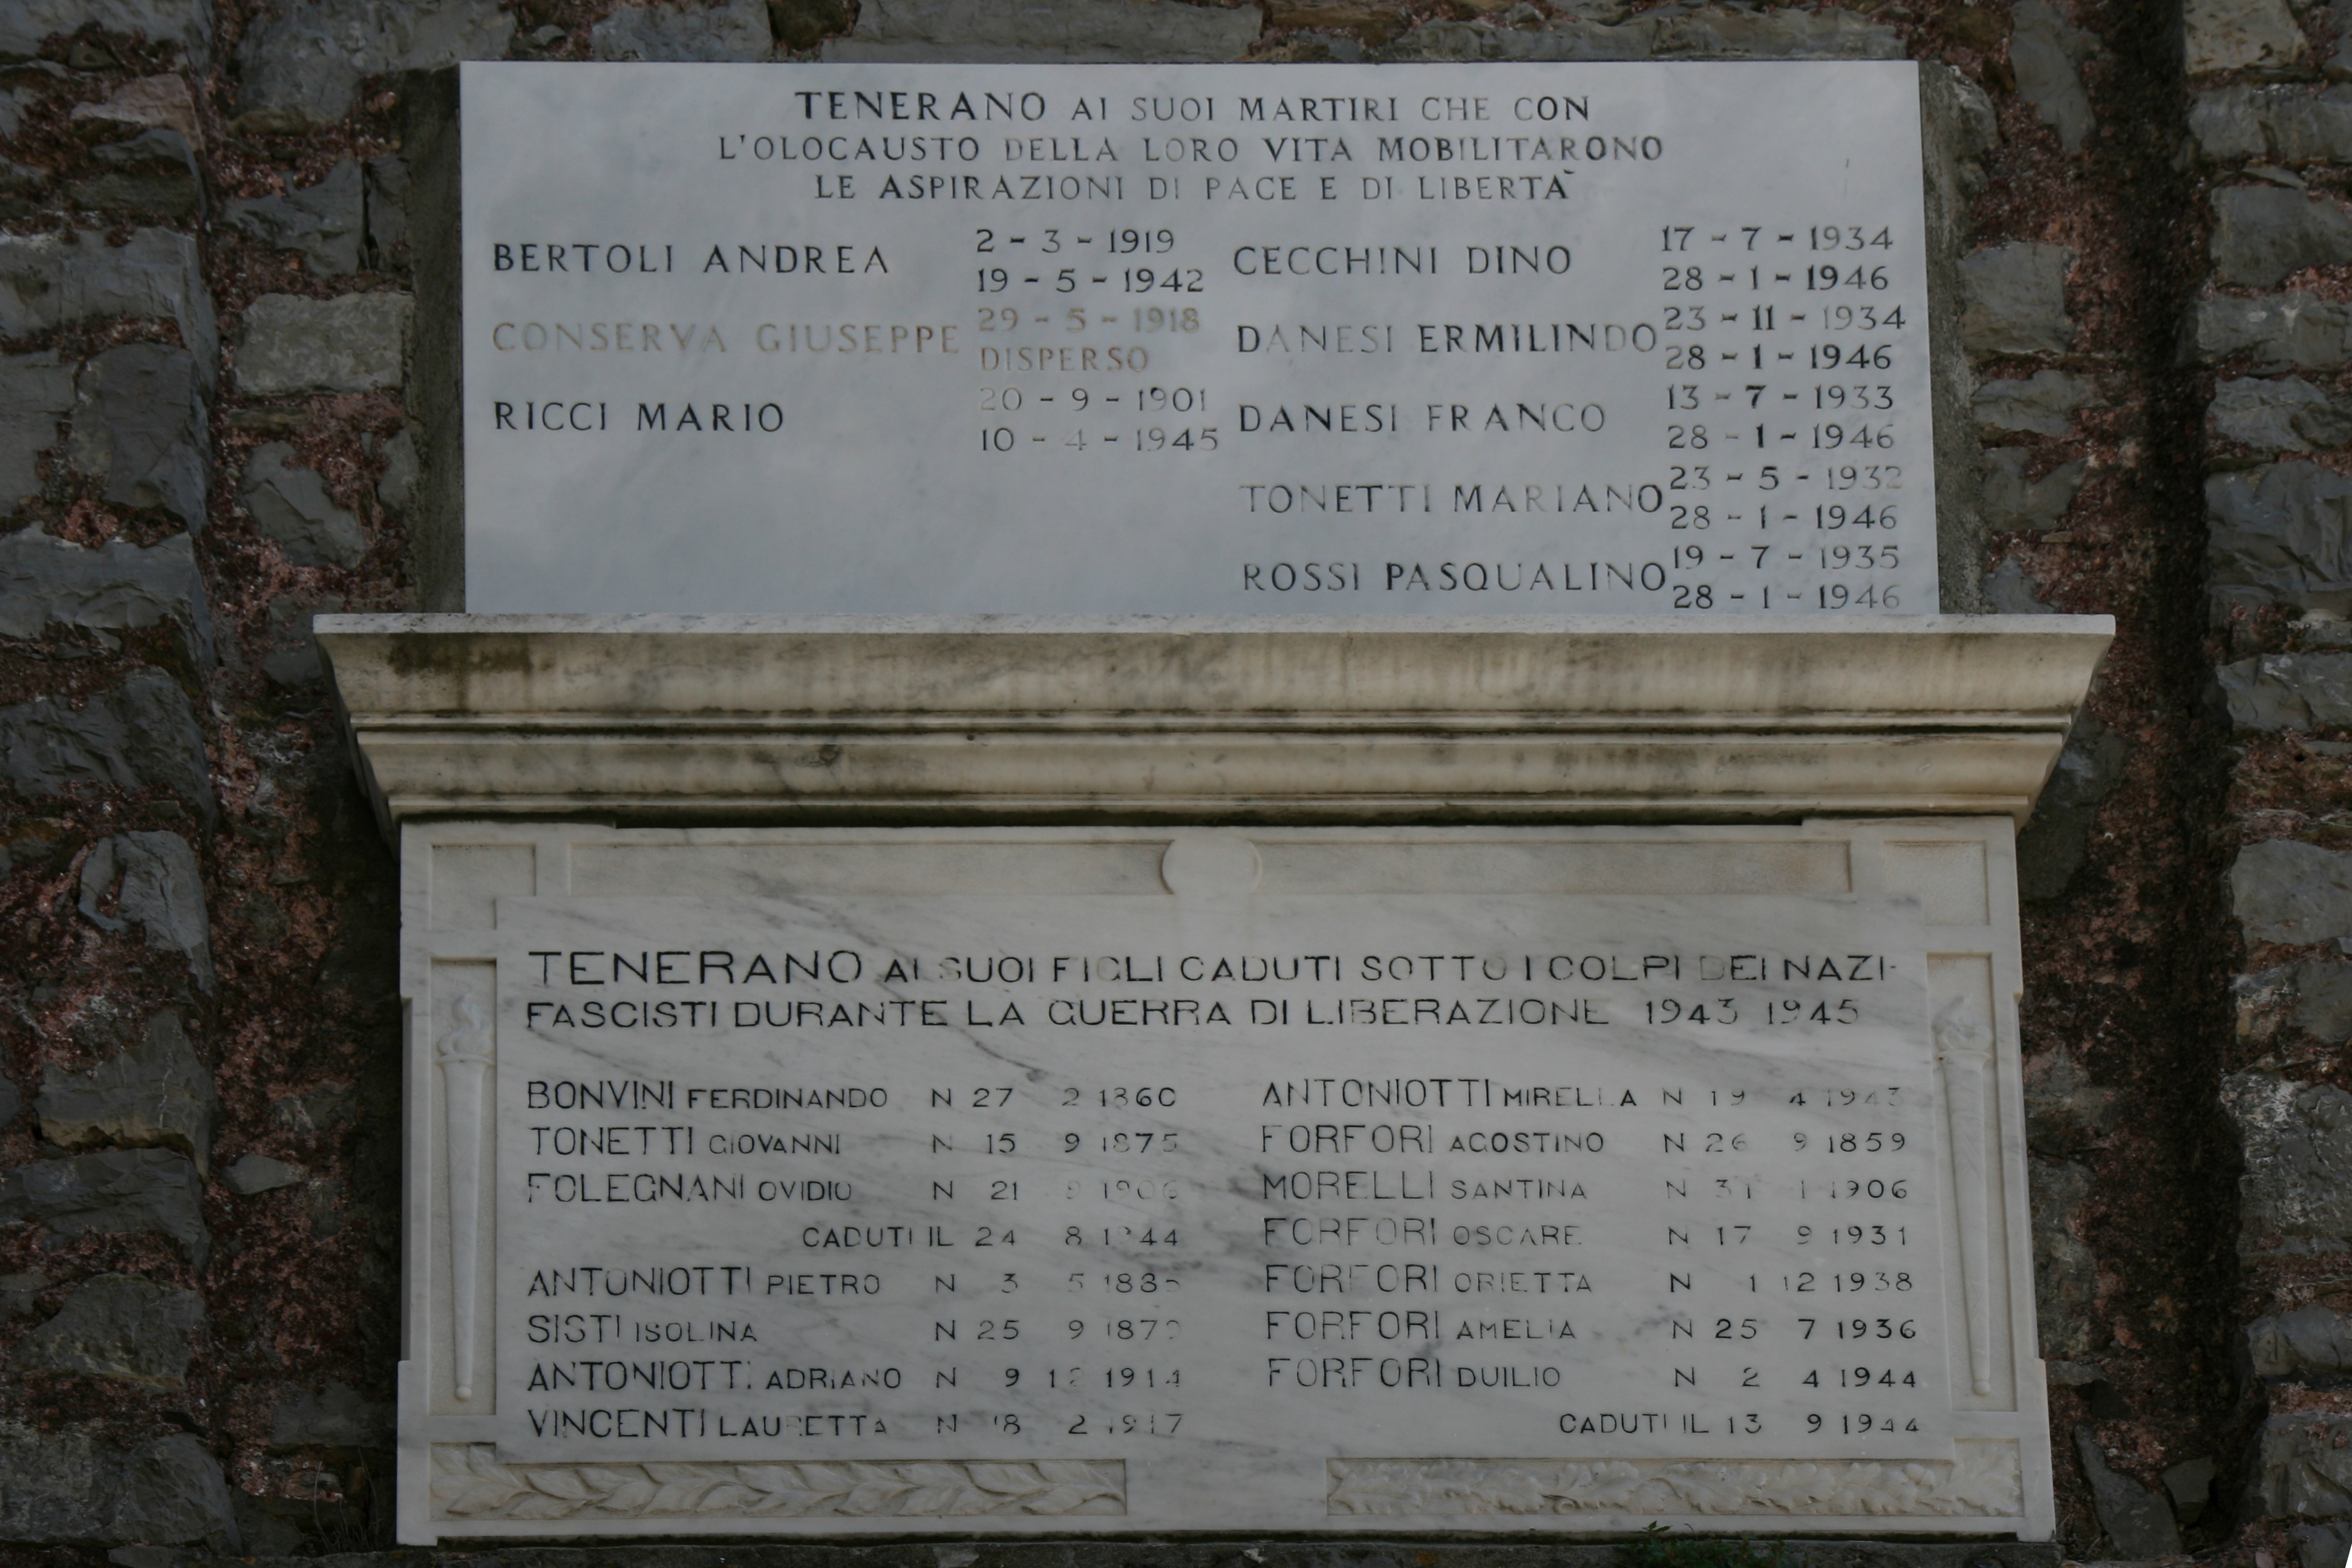 TENERANO AI SUOI MARTIRI CHE CON
L'OLOCAUSTO DELLA LORO VITA MOBILITARONO
LE ASPIRAZIONI DI PACE E DI LIBERTÀ
BERTOLI ANDREA 2 - 3 - 1919
19 - 5 - 1942
CONSERVA GIUSEPPE 29 - 5 - 1918
DISPERSO
RICCI MARIO 20 - 9 - 1901
10 - 4 - 1945
CECCHINI DINO 17 - 7 - 1934
28 - 1 - 1946
DANESI ERMILINDO 23 - 11 - 1934
28 - 1 - 1946
DANESI FRANCO 13 - 7 - 1933
28 - 1 - 1946
TONETTI MARIANO 23 - 5 - 1932
28 - 1 - 1946
ROSSI PASQUALINO 19 - 7 - 1935
28 - 1 - 1946
TENERANO AI SUOI FIGLI CADUTI SOTTO I COLPI DEI NAZI-
FASCISTI DURANTE LA GUERRA DI LIBERAZIONE 1943 1945
BONVINI FERDINANDO N 27 2 1860
TONETTI GIOVANNI N 15 9 1875
FOLEGNANI OVIDIO N 21 9 1906
CADUTI IL 24 8 1944
ANTONIOTTI PIETRO N 3 5
SISTI ISOLINA N 25 9
ANTONIOTTI ADRIANO N 9 12 1914
VINCENTI LAURETTA N 2 1917
ANTONIOTTI MIRELLA N 19 4 1943
FORFORI AGOSTINO N 26 9 1859
MORELLI SANTINA N 31 1 1906
FORFORI OSCARE N 17 9 1931
FORFORI ORIETTA N 1 12 1938
FORFORI AMELIA N 25 7 1936
FORFORI DUILIO N 2 4 1944
CADUTI IL 13 9 1944